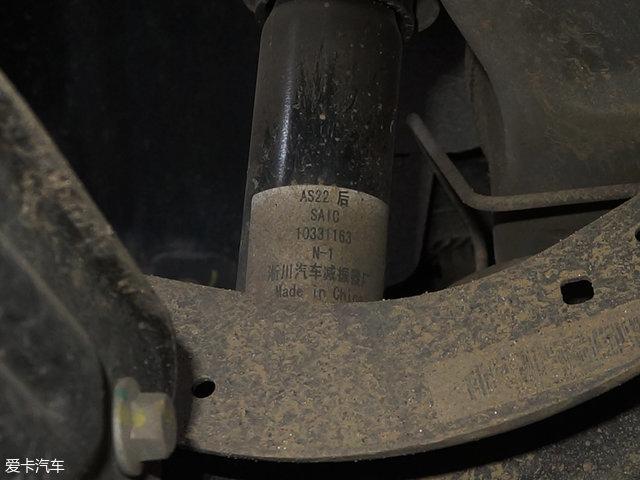 AS22 后
SAIC
10331163
N-1
淅川汽车减振器厂
Made in China
爱卡汽车